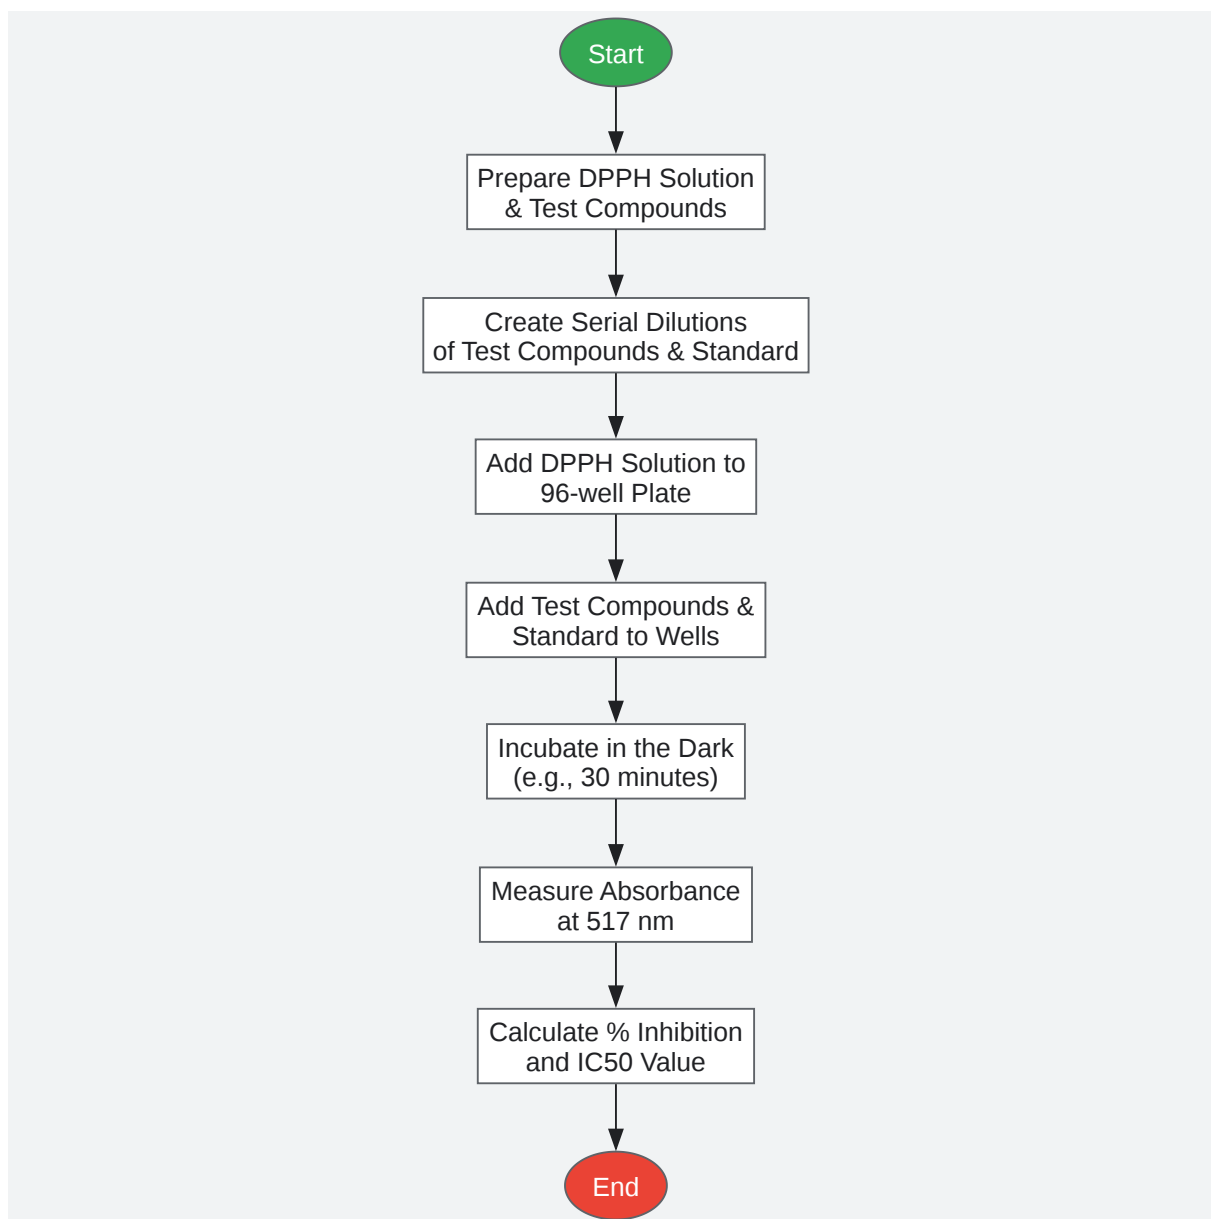 Start
Prepare DPPH Solution
& Test Compounds
Create Serial Dilutions
of Test Compounds & Standard
Add DPPH Solution to
96-well Plate
Add Test Compounds &
Standard to Wells
Incubate in the Dark
(e.g., 30 minutes)
Measure Absorbance
at 517 nm
Calculate % Inhibition
and IC50 Value
End